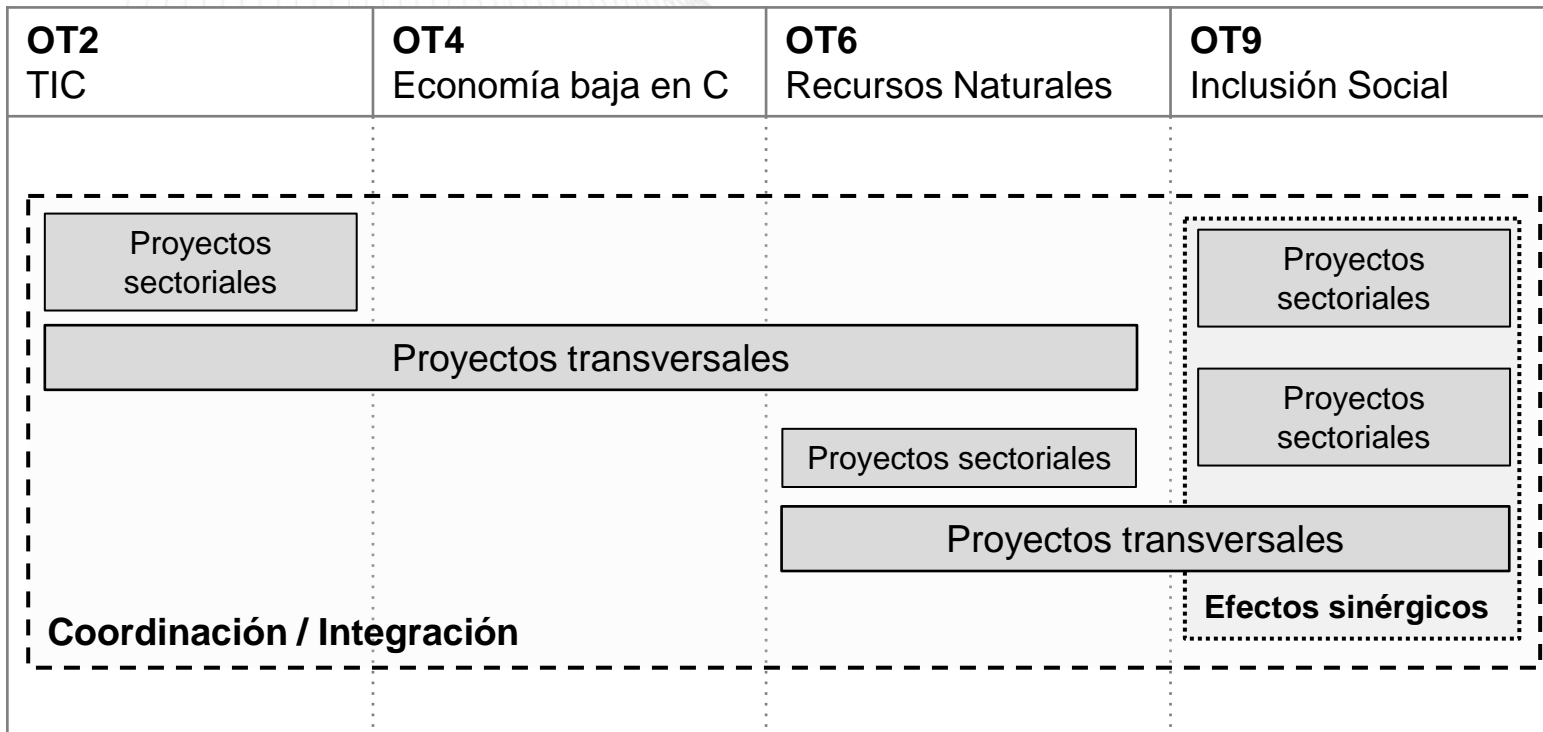 OT2
TIC
OT4
Economía baja en C
OT6
Recursos Naturales
OT9
Inclusión Social
Proyectos
sectoriales
Proyectos
sectoriales
Proyectos transversales
Proyectos
sectoriales
Proyectos sectoriales
Proyectos transversales
Efectos sinérgicos
Coordinación / Integración